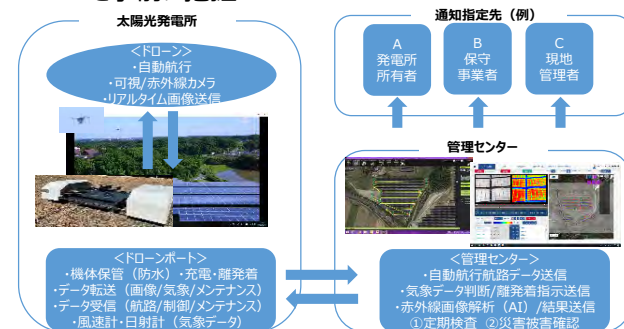 太陽光発電所
<ドローン>
・自動航行
・可視/赤外線カメラ
・リアルタイム画像送信
<ドローンポート>
・機体保管（防水）・充電・離発着
・データ転送（画像/気象/メンテナンス）
・データ受信（航路/制御/メンテナンス）
・風速計・日射計（気象データ）
通知指定先（例）
A
発電所
所有者
B
保守
事業者
C
現地
管理者
管理センター
<管理センター>
・自動航行航路データ送信
・気象データ判断/離発着指示送信
・赤外線画像解析（AI）/結果送信
①定期検査 ②災害被害確認